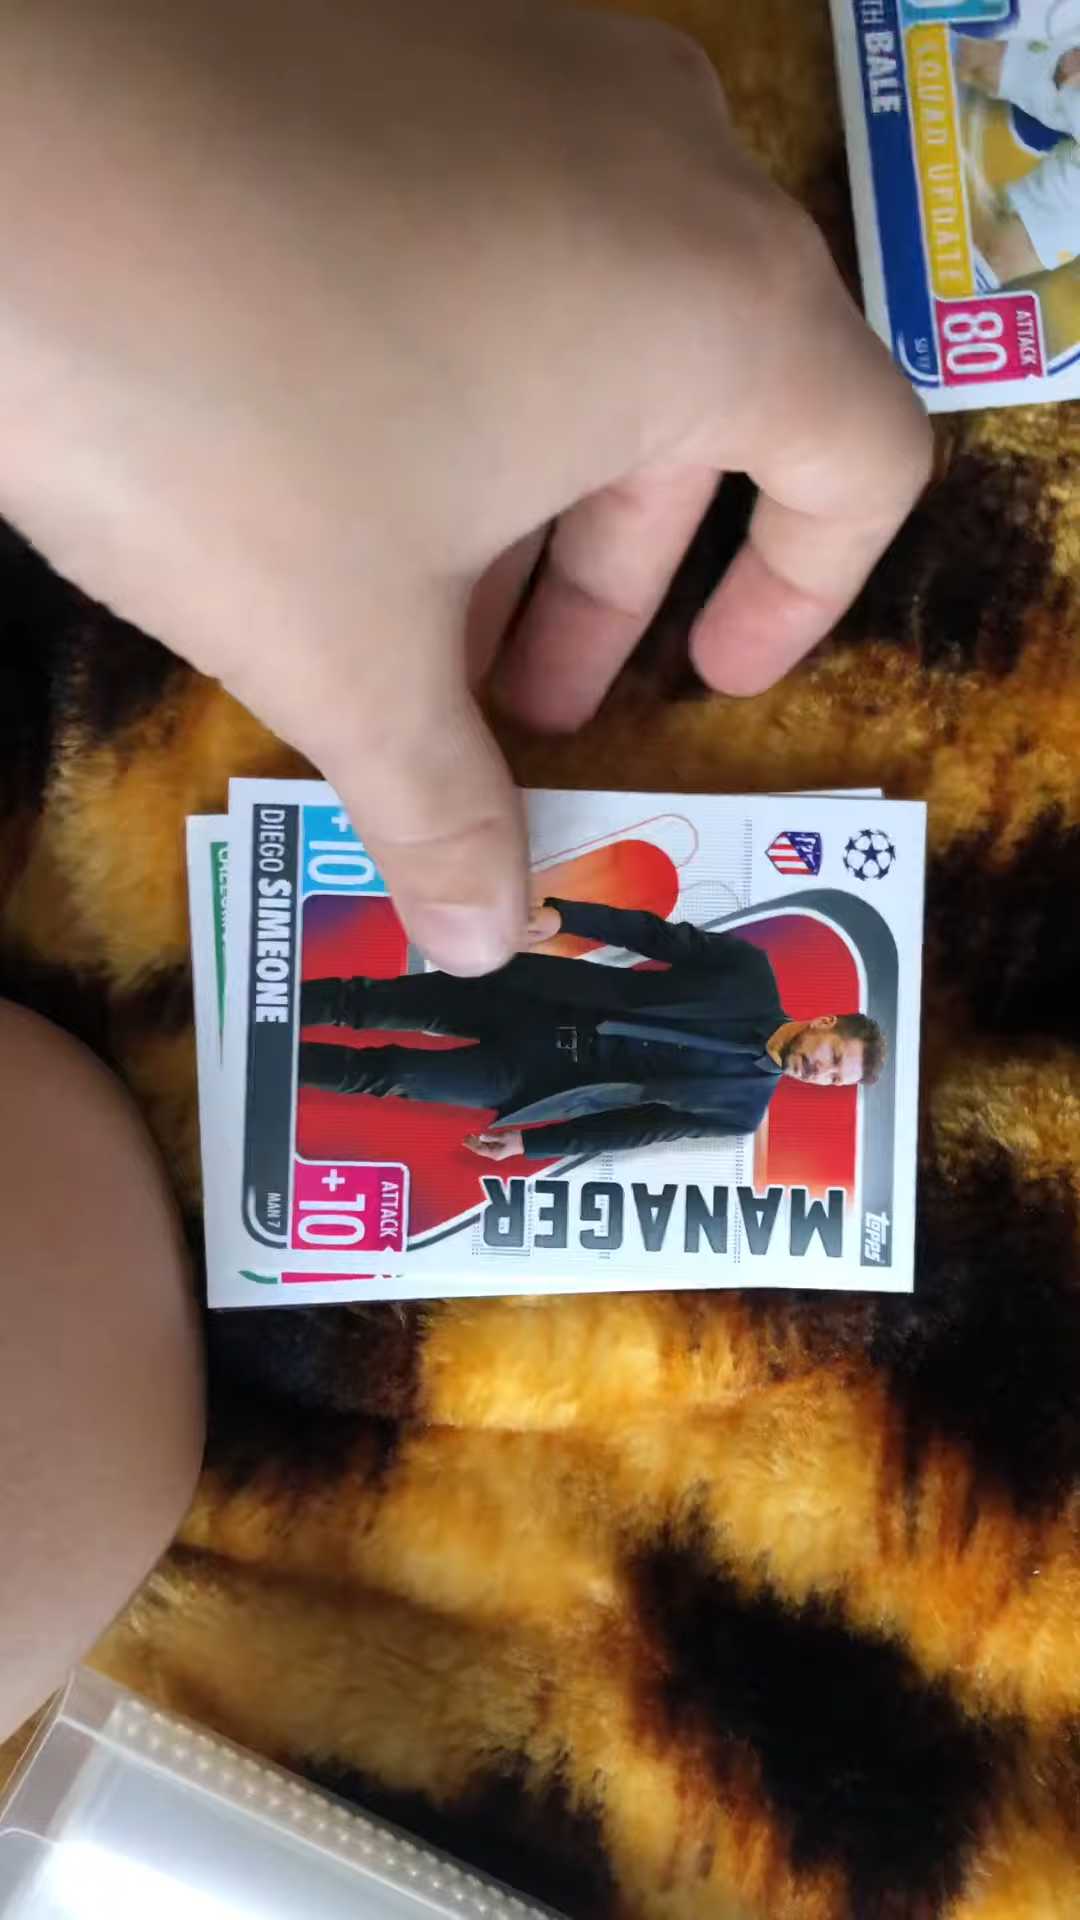 TH BALE
SQUAD UPDATE
ATTACK
80
DIEGO SIMEONE
+10
MAN 7
ATTACK
+10
MANAGER
topps